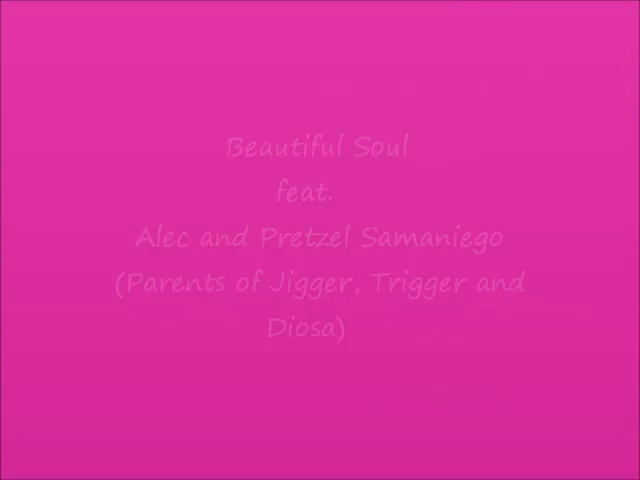 Beautiful Soul
feat.
Alec and Pretzel Samaniego
(Parents of Jigger, Trigger and
Diosa)